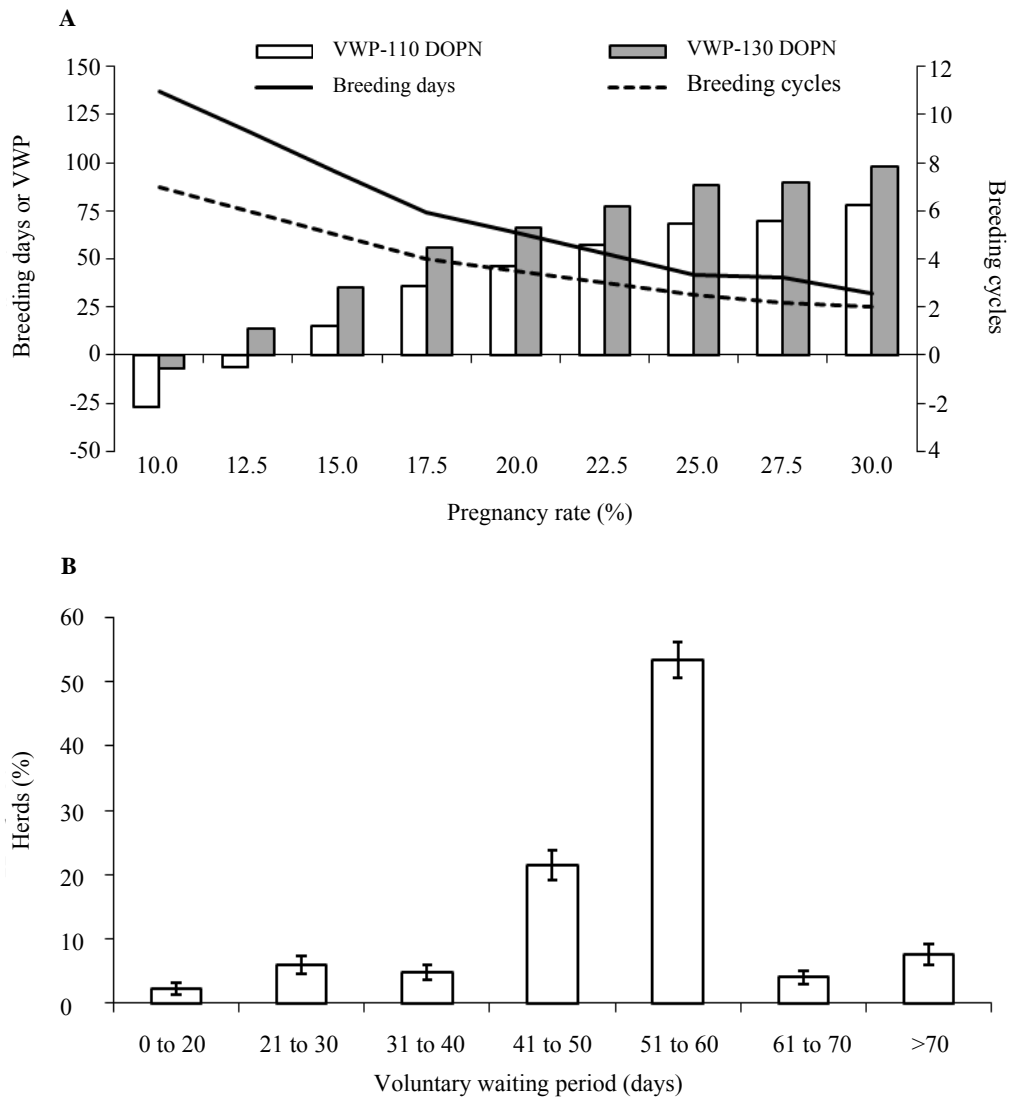 A
VWP-110 DOPN
VWP-130 DOPN
Breeding days
Breeding cycles
Breeding days or VWP
150
125
100
75
50
25
0
-25
-50
12
10
8
6
4
2
0
-2
4
Breeding cycles
10.0 12.5 15.0 17.5 20.0 22.5 25.0 27.5 30.0
Pregnancy rate (%)
B
Herds (%)
60
50
40
30
20
10
0
0 to 20 21 to 30 31 to 40 41 to 50 51 to 60 61 to 70 >70
Voluntary waiting period (days)